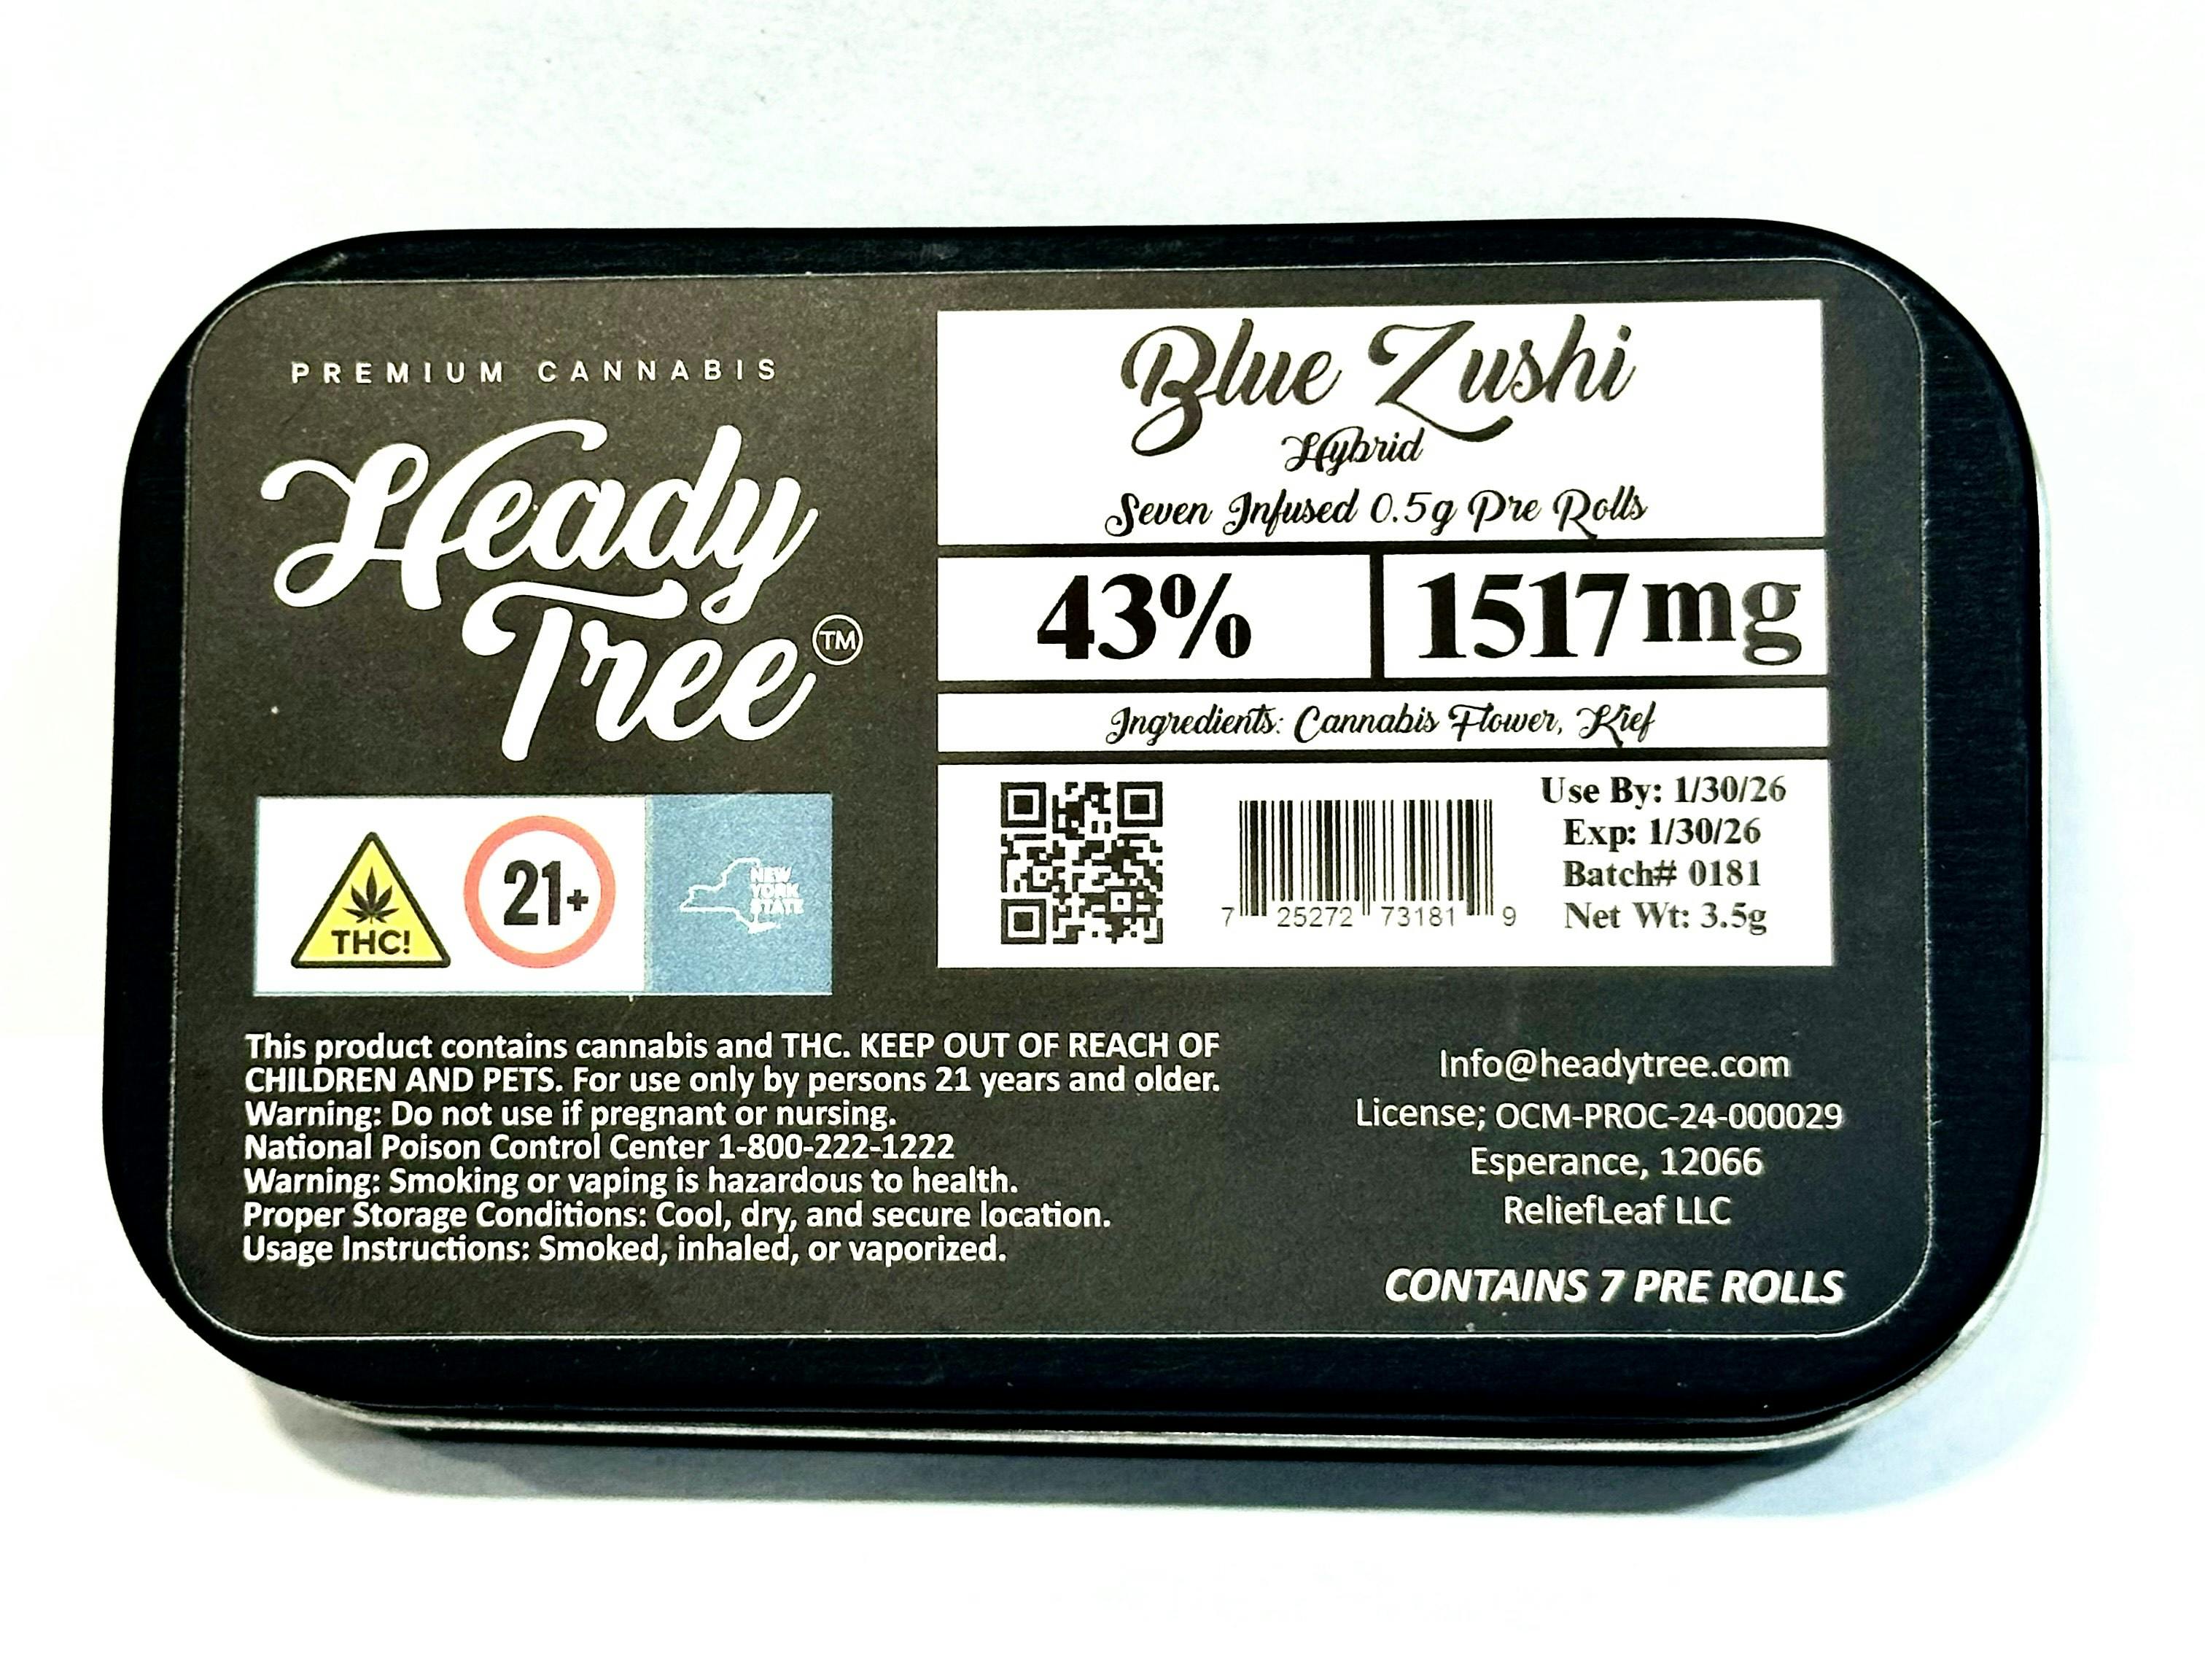 PREMIUM CANNABIS
Heady
Tree
TM
THC!
21+
NEW
YORK
STATE
Blue Zushi
Hybrid
Seven Infused 0.5g Pre Rolls
43%
1517mg
Ingredients: Cannabis Flower, Kief
7 25272 73181 9
Use By: 1/30/26
Exp: 1/30/26
Batch# 0181
Net Wt: 3.5g
This product contains cannabis and THC. KEEP OUT OF REACH OF
CHILDREN AND PETS. For use only by persons 21 years and older.
Warning: Do not use if pregnant or nursing.
National Poison Control Center 1-800-222-1222
Warning: Smoking or vaping is hazardous to health.
Proper Storage Conditions: Cool, dry, and secure location.
Usage Instructions: Smoked, inhaled, or vaporized.
Info@headytree.com
License; OCM-PROC-24-000029
Esperance, 12066
ReliefLeaf LLC
CONTAINS 7 PRE ROLLS